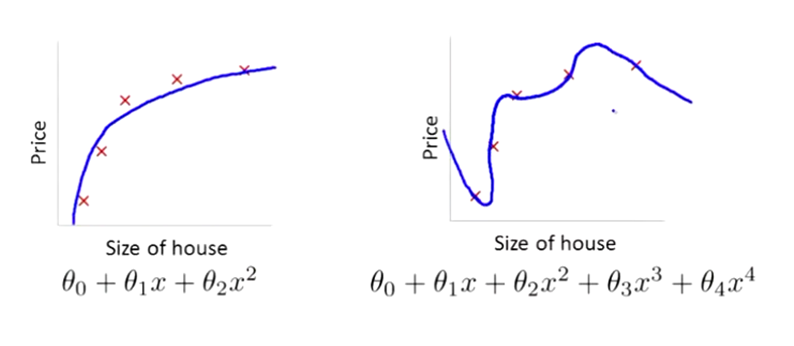 Price
Size of house
θ₀ + θ₁x + θ₂x²
Price
Size of house
θ₀ + θ₁x + θ₂x² + θ₃x³ + θ₄x⁴